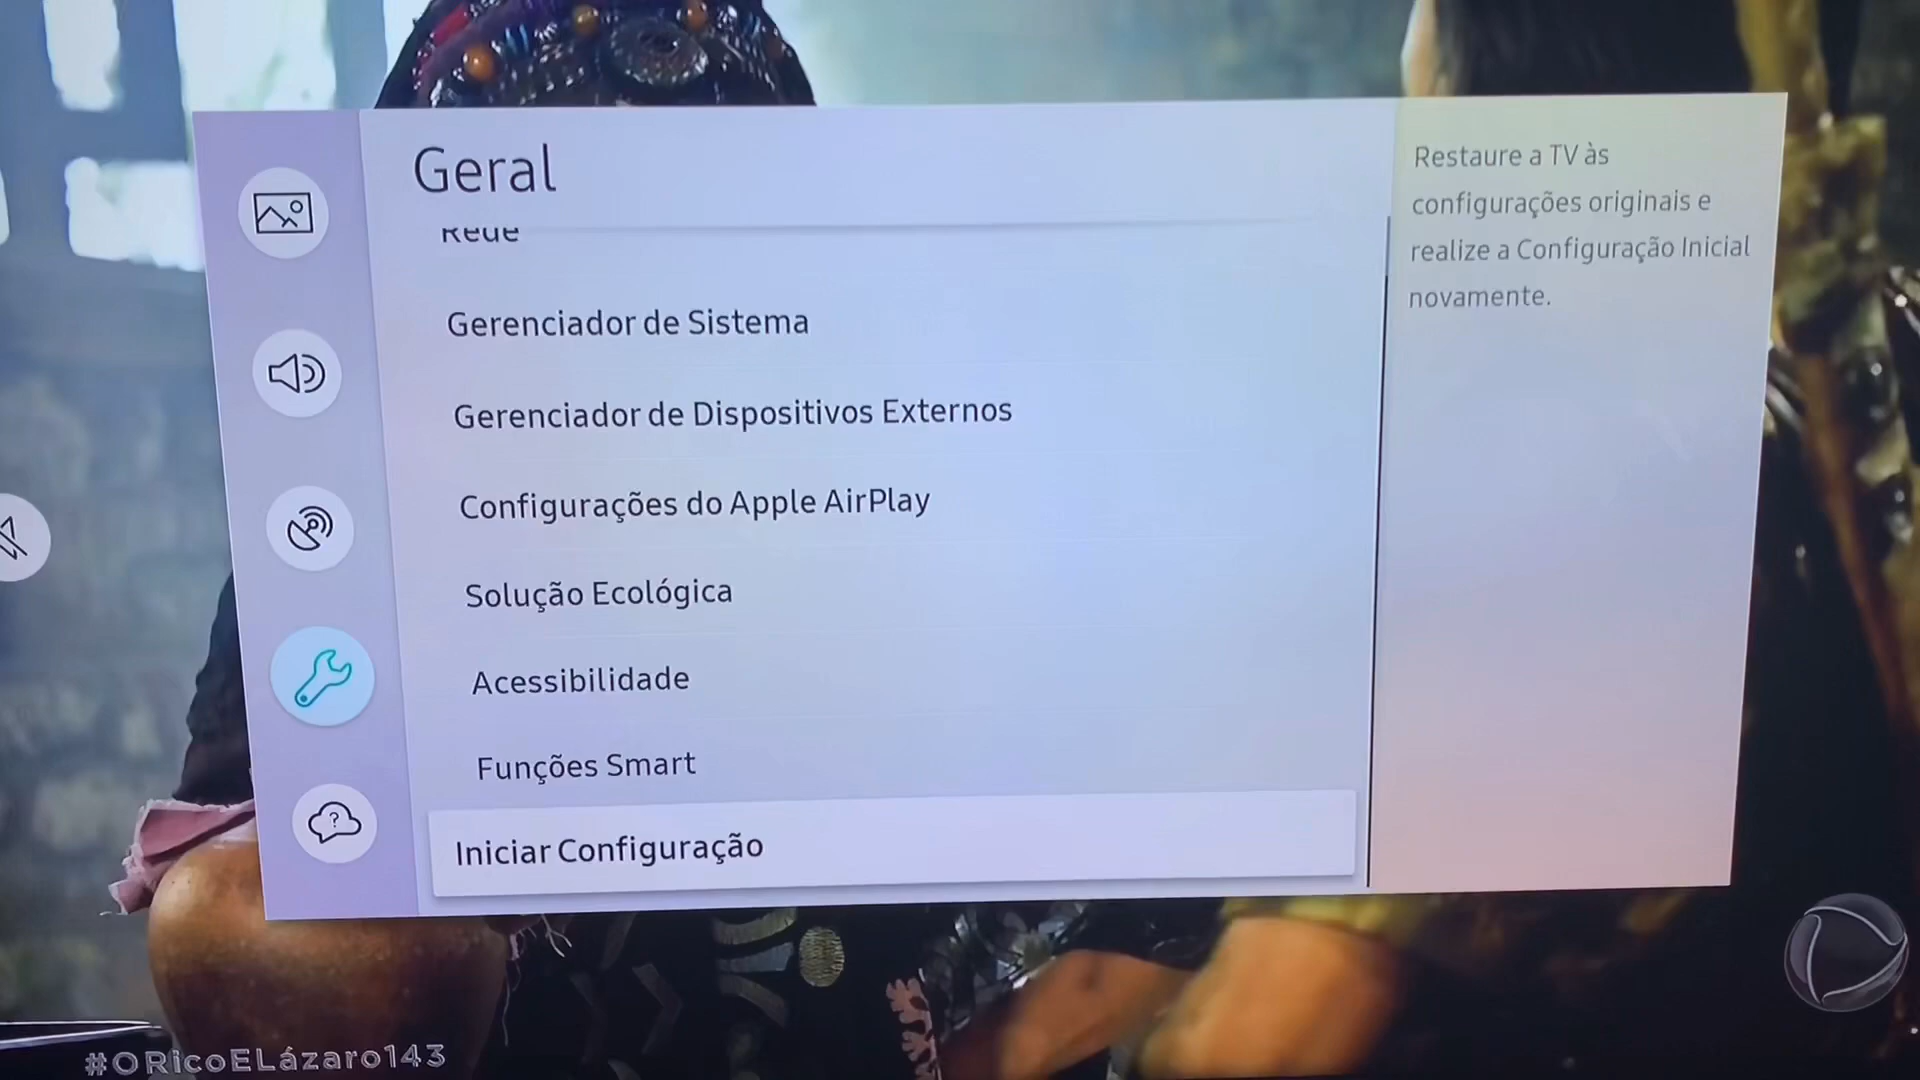 Geral
Rede
Gerenciador de Sistema
Gerenciador de Dispositivos Externos
Configurações do Apple AirPlay
Solução Ecológica
Acessibilidade
Funções Smart
Iniciar Configuração
Restaure a TV às
configurações originais e
realize a Configuração Inicial
novamente.
?
#ORicoELázaro143